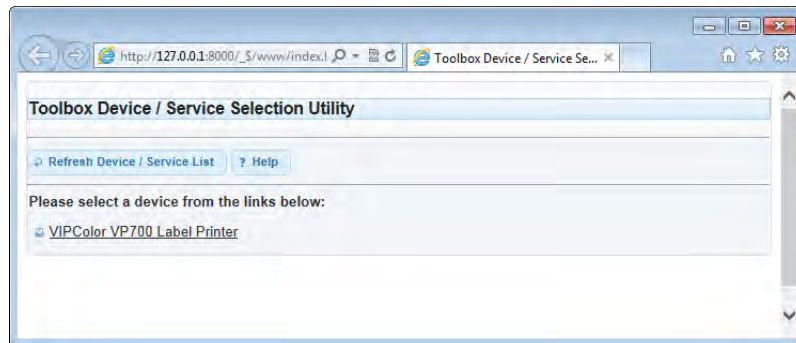 http://127.0.0.1:8000/_S/www/index.l
Toolbox Device / Service Se...
Toolbox Device / Service Selection Utility
Refresh Device / Service List
? Help
Please select a device from the links below:
VIPColor VP700 Label Printer